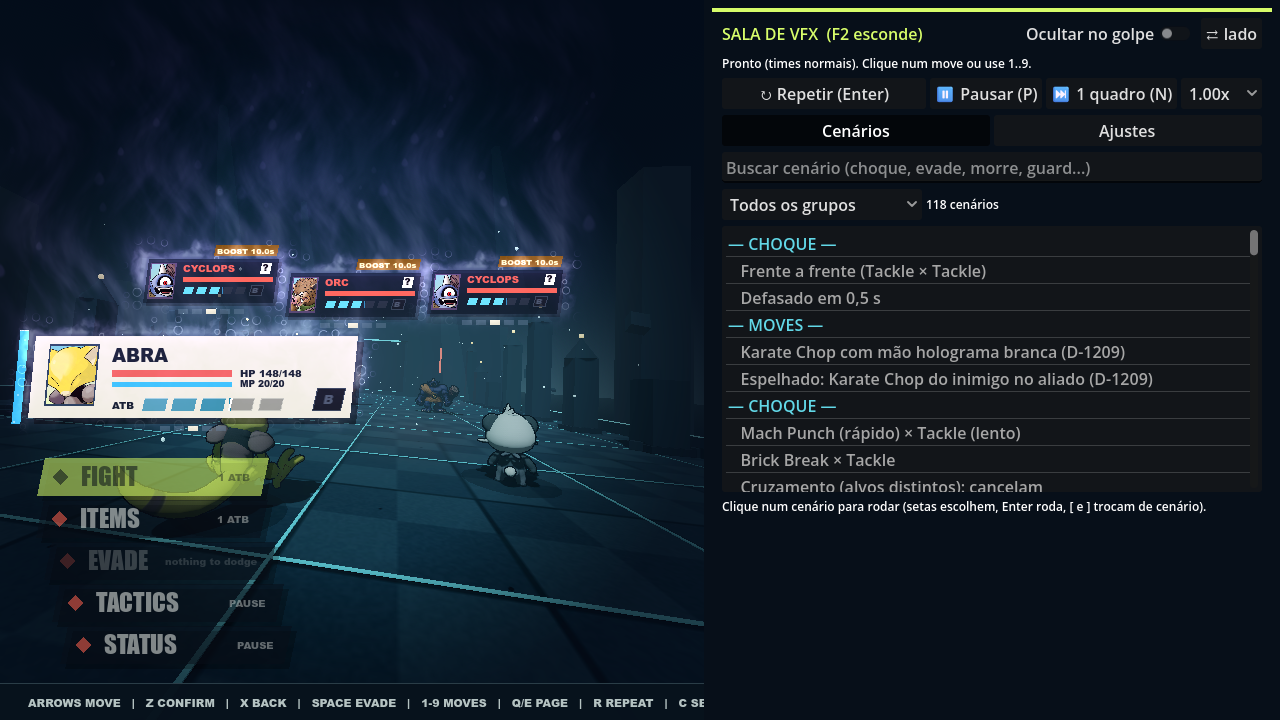 BOOST 10.0s
CYCLOPS
?
B
BOOST 10.0s
ORC
?
B
BOOST 10.0s
CYCLOPS
?
B
ABRA
HP 148/148
MP 20/20
ATB
B
FIGHT 1 ATB
ITEMS 1 ATB
EVADE nothing to dodge
TACTICS PAUSE
STATUS PAUSE
ARROWS MOVE | Z CONFIRM | X BACK | SPACE EVADE | 1-9 MOVES | Q/E PAGE | R REPEAT | C SE
SALA DE VFX (F2 esconde) Ocultar no golpe ⇄ lado
Pronto (times normais). Clique num move ou use 1..9.
↻ Repetir (Enter) ⏸ Pausar (P) ⏭ 1 quadro (N) 1.00x
Cenários Ajustes
Buscar cenário (choque, evade, morre, guard...)
Todos os grupos 118 cenários
— CHOQUE —
Frente a frente (Tackle × Tackle)
Defasado em 0,5 s
— MOVES —
Karate Chop com mão holograma branca (D-1209)
Espelhado: Karate Chop do inimigo no aliado (D-1209)
— CHOQUE —
Mach Punch (rápido) × Tackle (lento)
Brick Break × Tackle
Cruzamento (alvos distintos): cancelam
Clique num cenário para rodar (setas escolhem, Enter roda, [ e ] trocam de cenário).